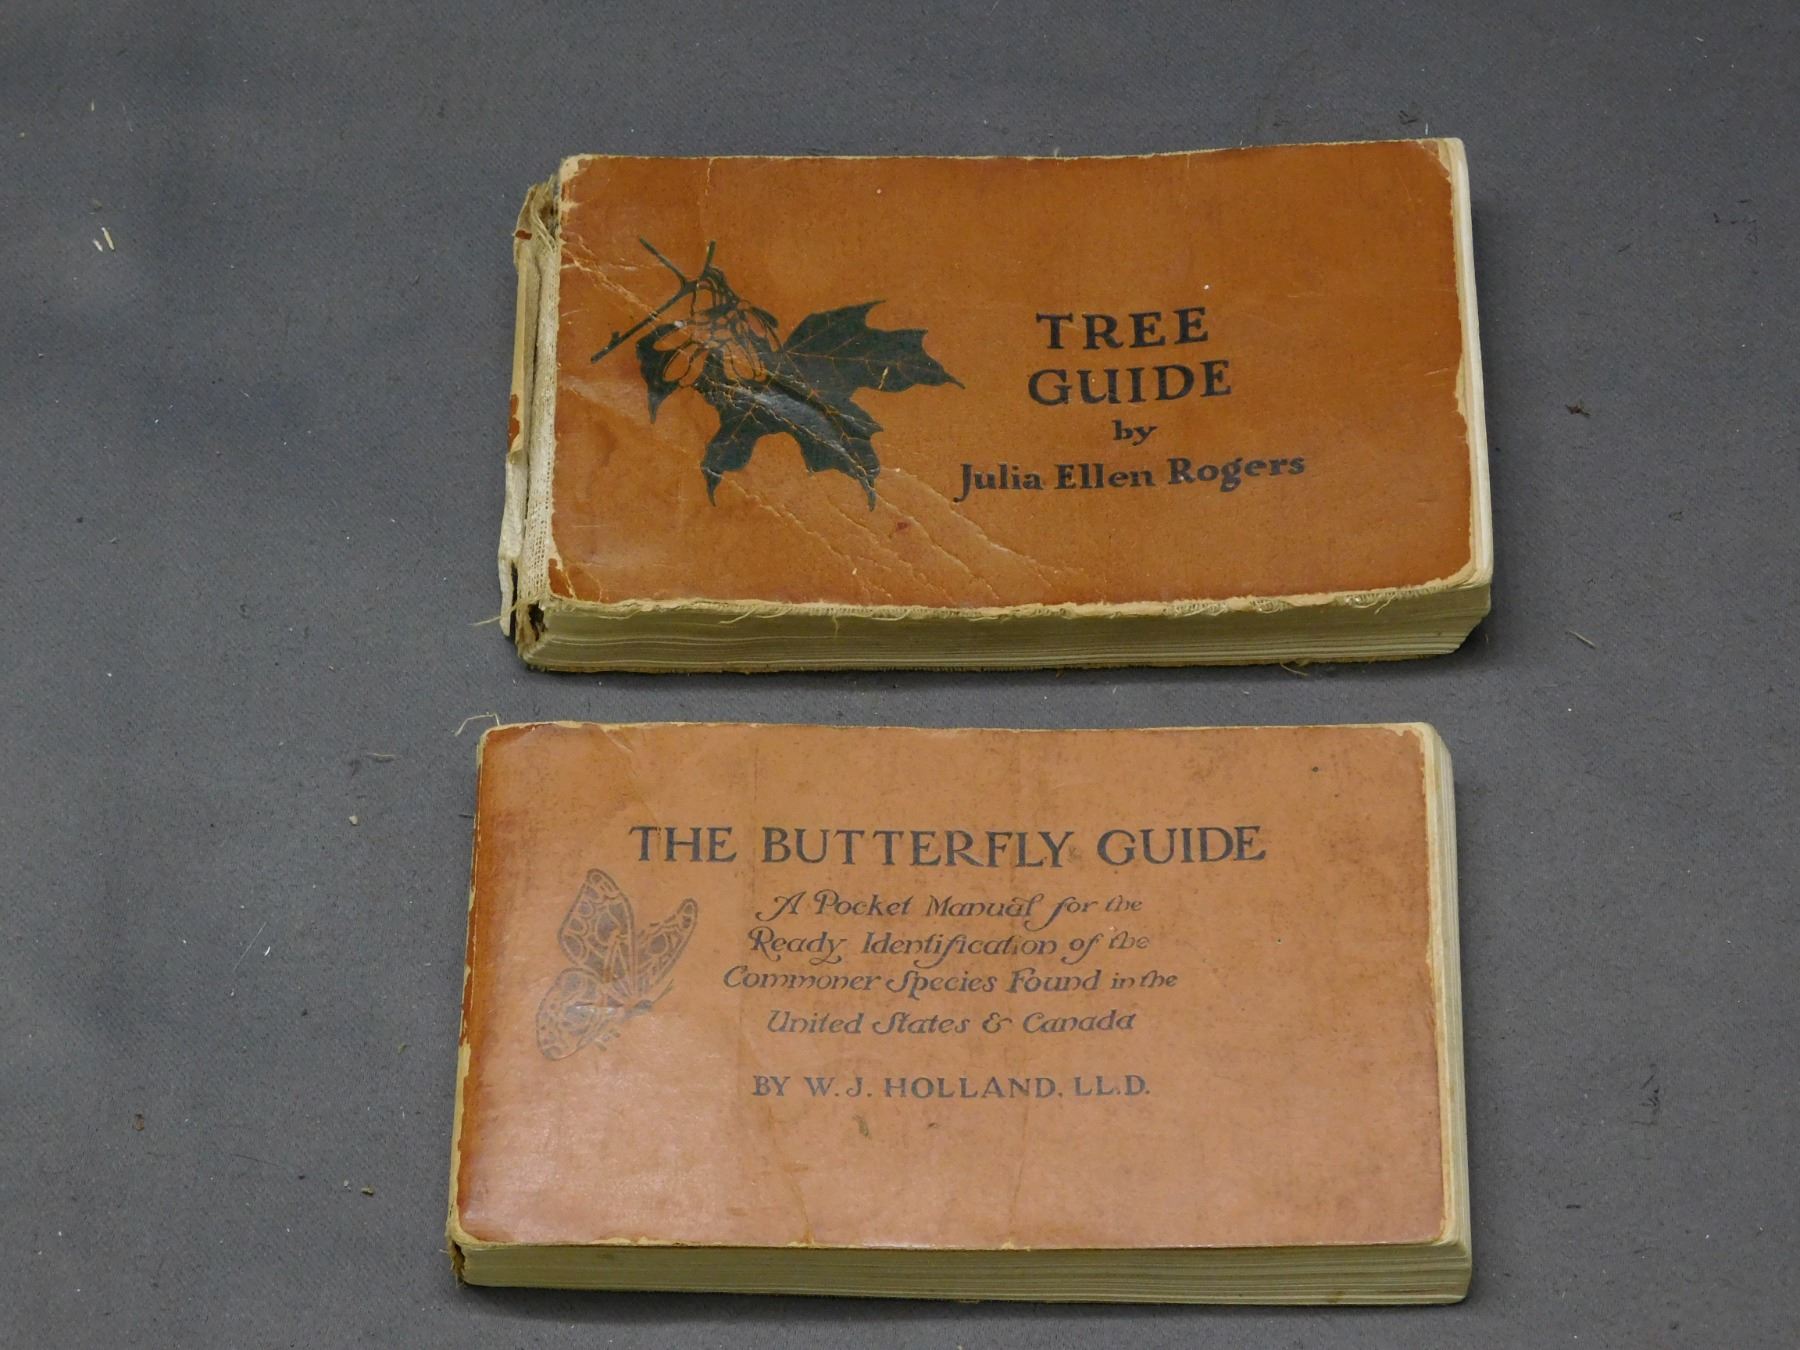 TREE
GUIDE
by
Julia Ellen Rogers
THE BUTTERFLY GUIDE
A Pocket Manual for the
Ready Identification of the
Commoner Species Found in the
United States & Canada
BY W. J. HOLLAND, LL.D.